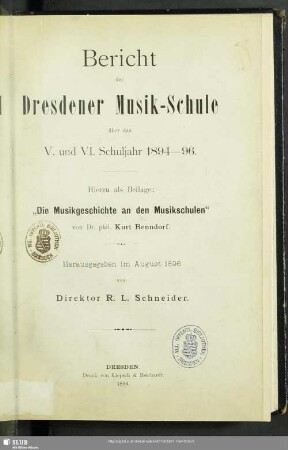 Bericht
der
Dresdener Musik-Schule
über das
V. und VI. Schuljahr 1894—96.
Hierzu als Beilage:
„Die Musikgeschichte an den Musikschulen“
von Dr. phil. Kurt Benndorf.
Herausgegeben im August 1896
von
Direktor R. L. Schneider.
DRESDEN.
Druck von Liepsch & Reichardt.
1896.
SLUB